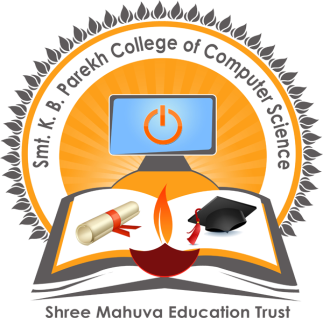 Smt. K. B. Parekh College of Computer Science
Shree Mahuva Education Trust